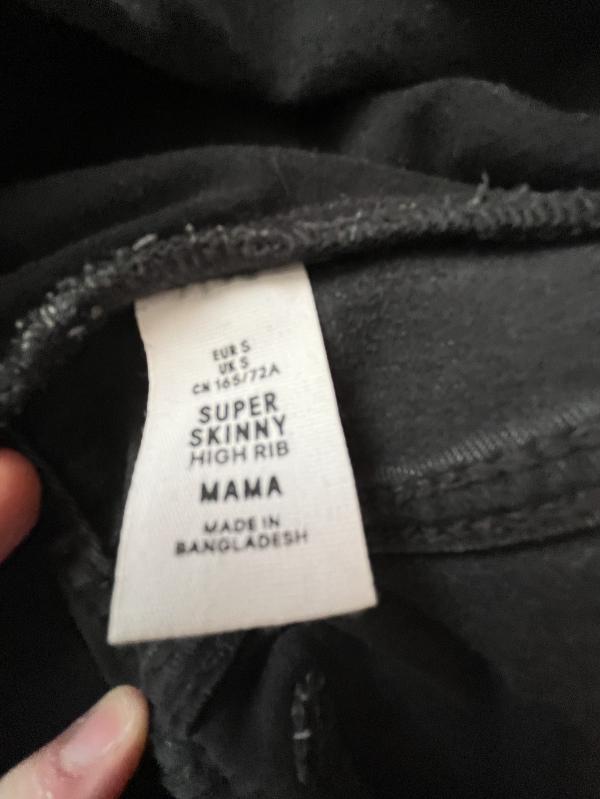 EUR S
UK S
CN 165/72A
SUPER
SKINNY
HIGH RIB
MAMA
MADE IN
BANGLADESH